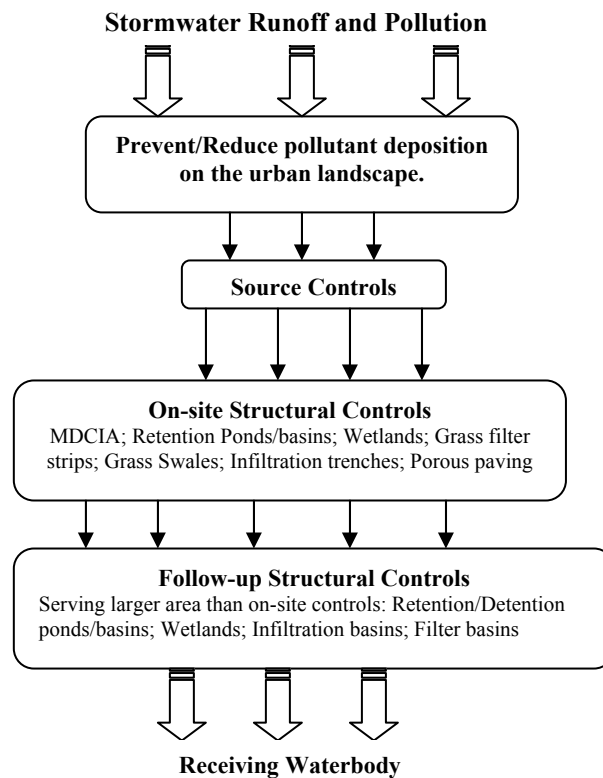 Stormwater Runoff and Pollution
Prevent/Reduce pollutant deposition
on the urban landscape.
Source Controls
On-site Structural Controls
MDCIA; Retention Ponds/basins; Wetlands; Grass filter
strips; Grass Swales; Infiltration trenches; Porous paving
Follow-up Structural Controls
Serving larger area than on-site controls: Retention/Detention
ponds/basins; Wetlands; Infiltration basins; Filter basins
Receiving Waterbody